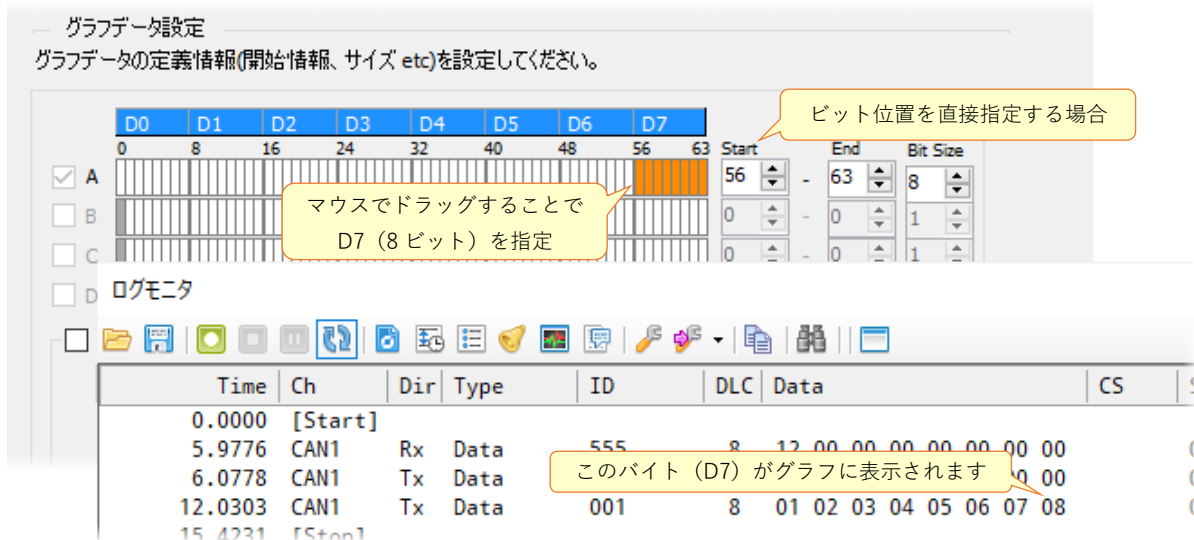 グラフデータ設定
グラフデータの定義情報(開始情報、サイズ etc)を設定してください。
ビット位置を直接指定する場合
D0 D1 D2 D3 D4 D5 D6 D7
0 8 16 24 32 40 48 56 63 Start End Bit Size
A 56 - 63 8
マウスでドラッグすることで
D7（8 ビット）を指定
B 0 - 0 1
C 0 - 0 1
D
ログモニタ
Time Ch Dir Type ID DLC Data CS
0.0000 [Start]
5.9776 CAN1 Rx Data 555 8 12 00 00 00 00 00 00 00
このバイト（D7）がグラフに表示されます
6.0778 CAN1 Tx Data 00
12.0303 CAN1 Tx Data 001 8 01 02 03 04 05 06 07 08
15.4231 [Stop]